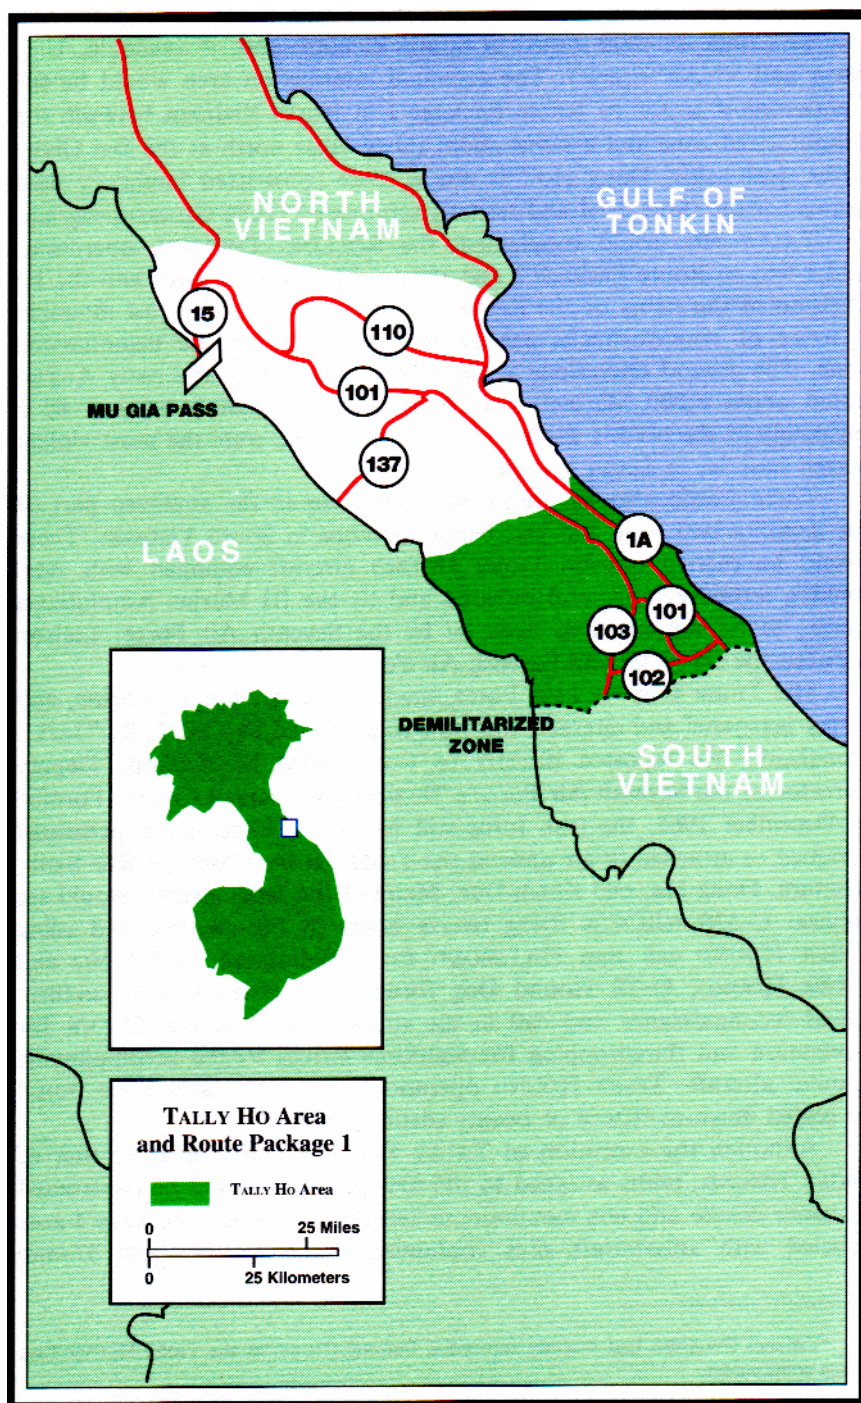 NORTH
VIETNAM
GULF OF
TONKIN
15
110
MU GIA PASS
101
137
LAOS
1A
101
103
102
DEMILITARIZED
ZONE
SOUTH
VIETNAM
TALLY HO Area
and Route Package 1
TALLY HO Area
0 25 Miles
0 25 Kilometers